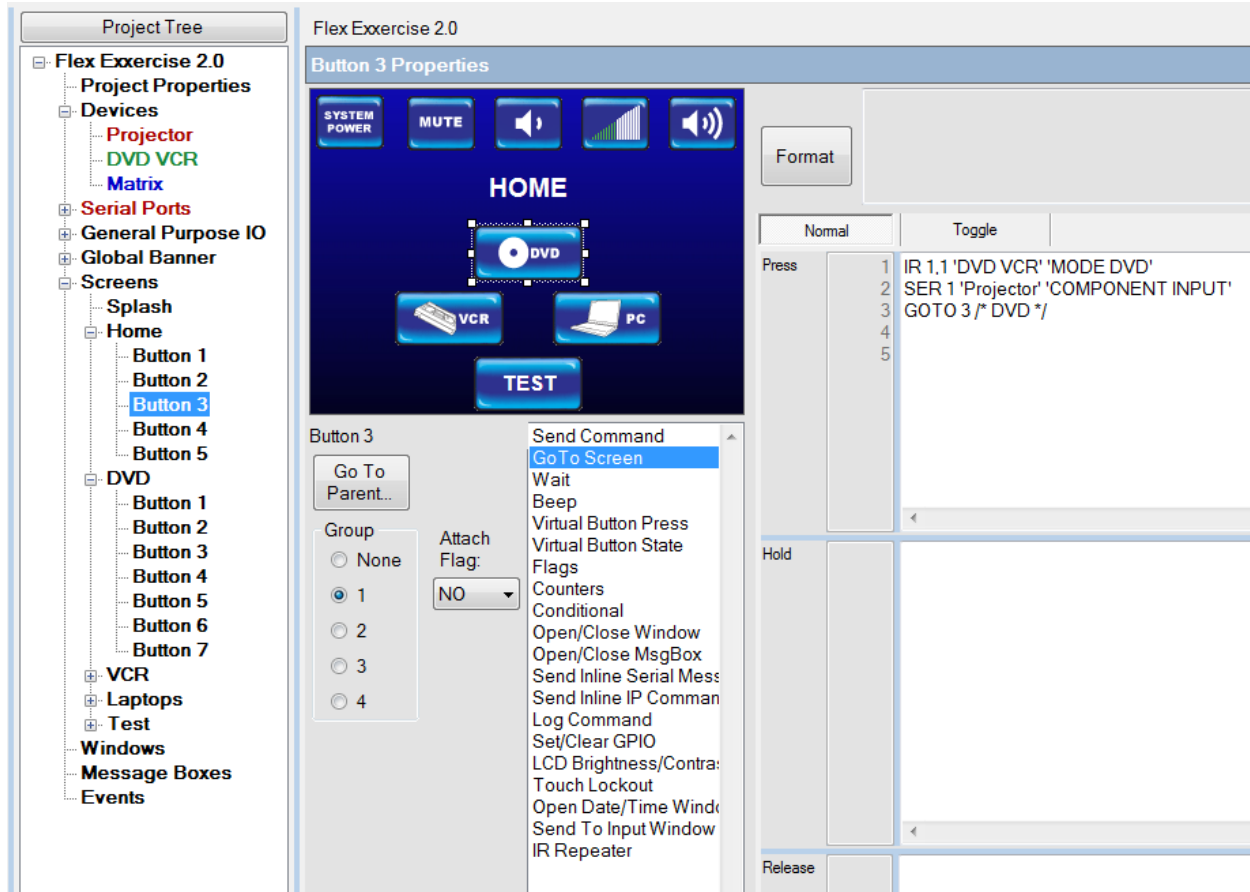 Project Tree
Flex Exxercise 2.0
Project Properties
Devices
Projector
DVD VCR
Matrix
Serial Ports
General Purpose IO
Global Banner
Screens
Splash
Home
Button 1
Button 2
Button 3
Button 4
Button 5
DVD
Button 1
Button 2
Button 3
Button 4
Button 5
Button 6
Button 7
VCR
Laptops
Test
Windows
Message Boxes
Events
Flex Exxercise 2.0
Button 3 Properties
SYSTEM
POWER
MUTE
HOME
DVD
VCR
PC
TEST
Button 3
Go To
Parent...
Group
None
1
2
3
4
Attach
Flag:
NO
Send Command
GoTo Screen
Wait
Beep
Virtual Button Press
Virtual Button State
Flags
Counters
Conditional
Open/Close Window
Open/Close MsgBox
Send Inline Serial Mess
Send Inline IP Comman
Log Command
Set/Clear GPIO
LCD Brightness/Contra
Touch Lockout
Open Date/Time Wind
Send To Input Window
IR Repeater
Format
Normal Toggle
Press
1 IR 1,1 'DVD VCR' 'MODE DVD'
2 SER 1 'Projector' 'COMPONENT INPUT'
3 GOTO 3 /* DVD */
4
5
Hold
Release